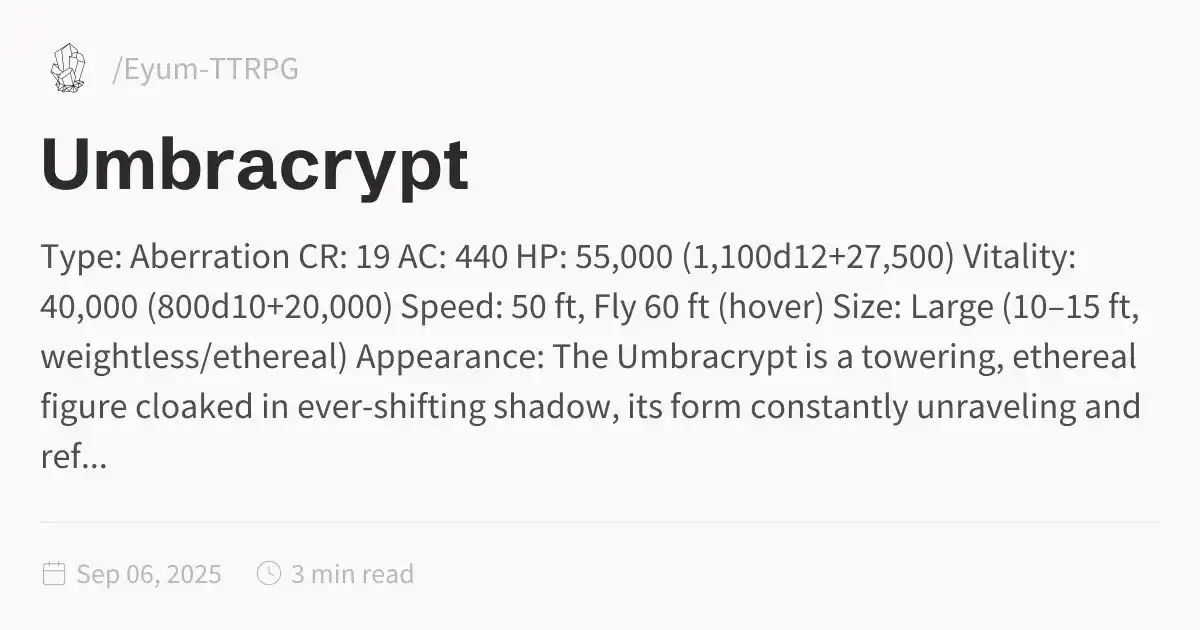 /Eyum-TTRPG
Umbracrypt
Type: Aberration CR: 19 AC: 440 HP: 55,000 (1,100d12+27,500) Vitality:
40,000 (800d10+20,000) Speed: 50 ft, Fly 60 ft (hover) Size: Large (10–15 ft,
weightless/ethereal) Appearance: The Umbracrypt is a towering, ethereal
figure cloaked in ever-shifting shadow, its form constantly unraveling and
ref...
Sep 06, 2025 3 min read